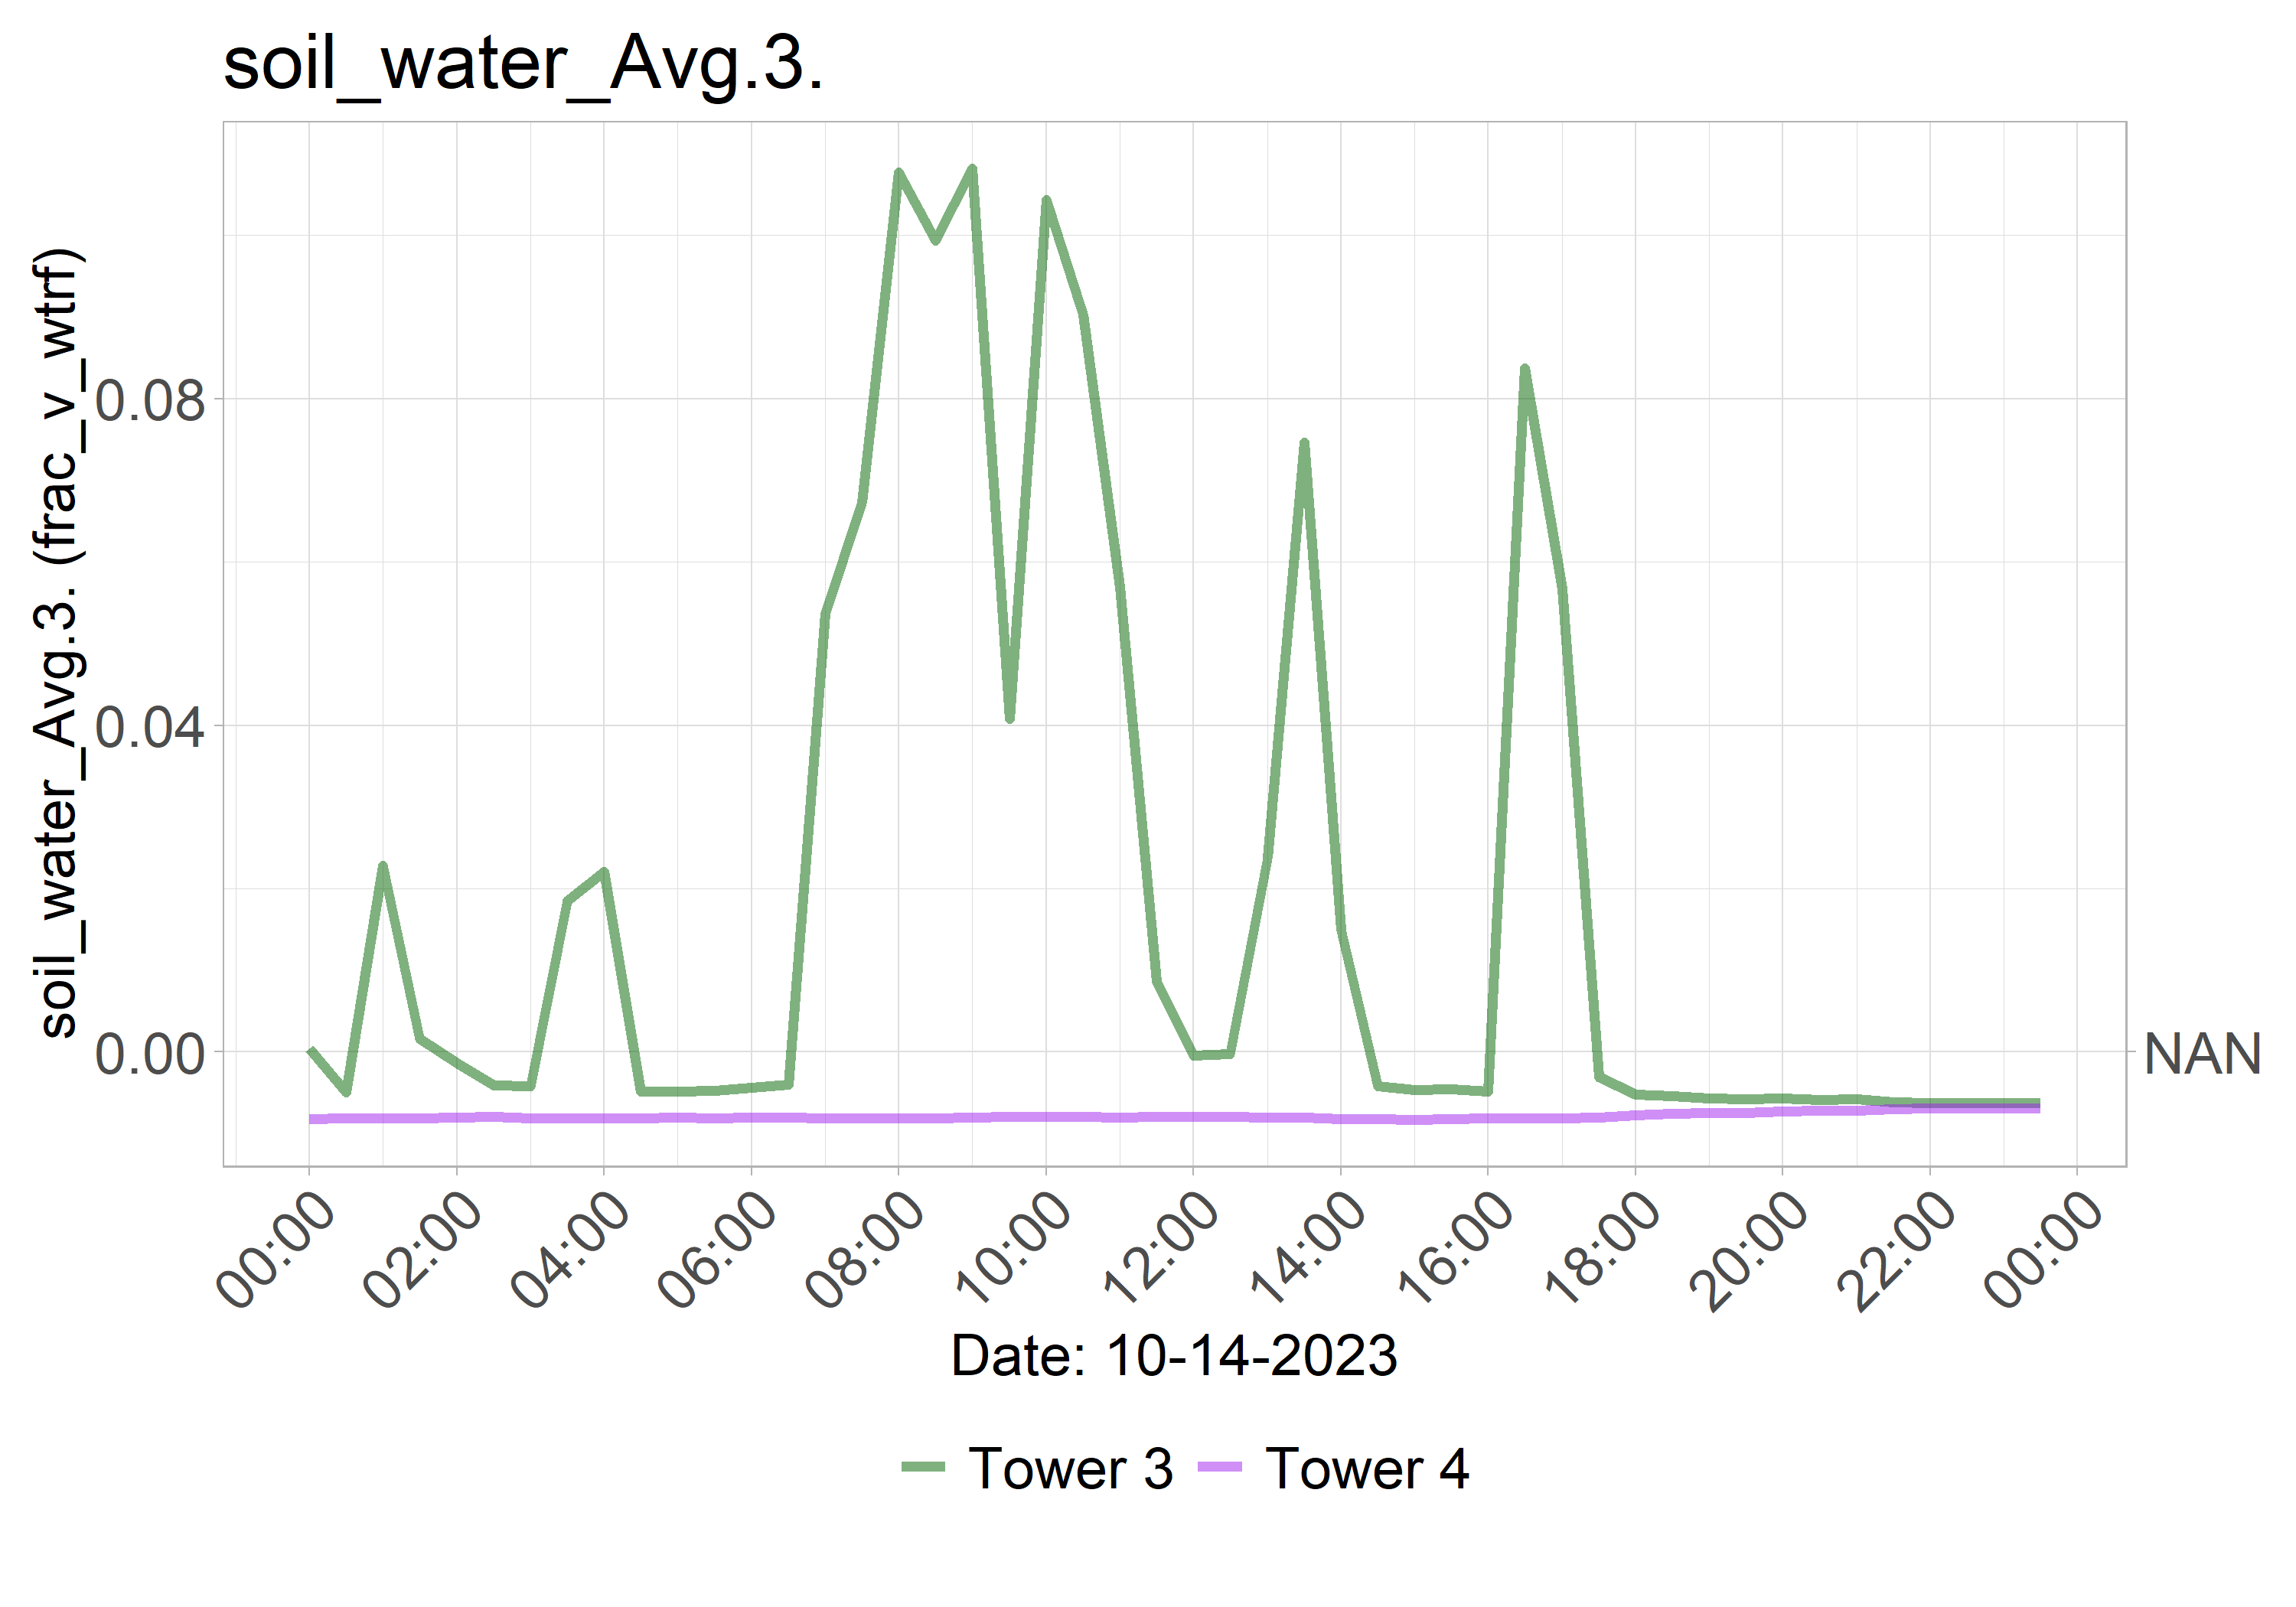 soil_water_Avg.3.
soil_water_Avg.3. (frac_v_wtrf)
0.08
0.04
0.00
NAN
00:00
02:00
04:00
06:00
08:00
10:00
12:00
14:00
16:00
18:00
20:00
22:00
00:00
Date: 10-14-2023
Tower 3
Tower 4